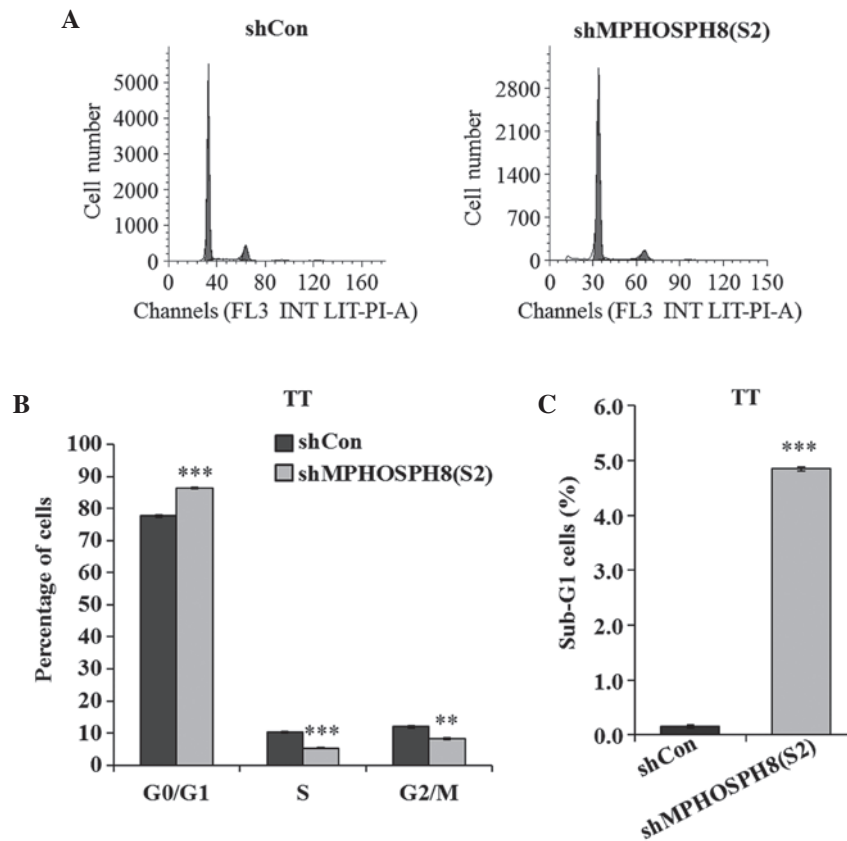 A
shCon
Cell number
5000
4000
3000
2000
1000
0
0 40 80 120 160
Channels (FL3 INT LIT-PI-A)
shMPHOSPH8(S2)
Cell number
2800
2100
1400
700
0
0 30 60 90 120 150
Channels (FL3 INT LIT-PI-A)
B
TT
shCon
shMPHOSPH8(S2)
Percentage of cells
100
90
80
70
60
50
40
30
20
10
0
***
***
**
G0/G1 S G2/M
C
TT
Sub-G1 cells (%)
6.0
5.0
4.0
3.0
2.0
1.0
0.0
***
shCon
shMPHOSPH8(S2)